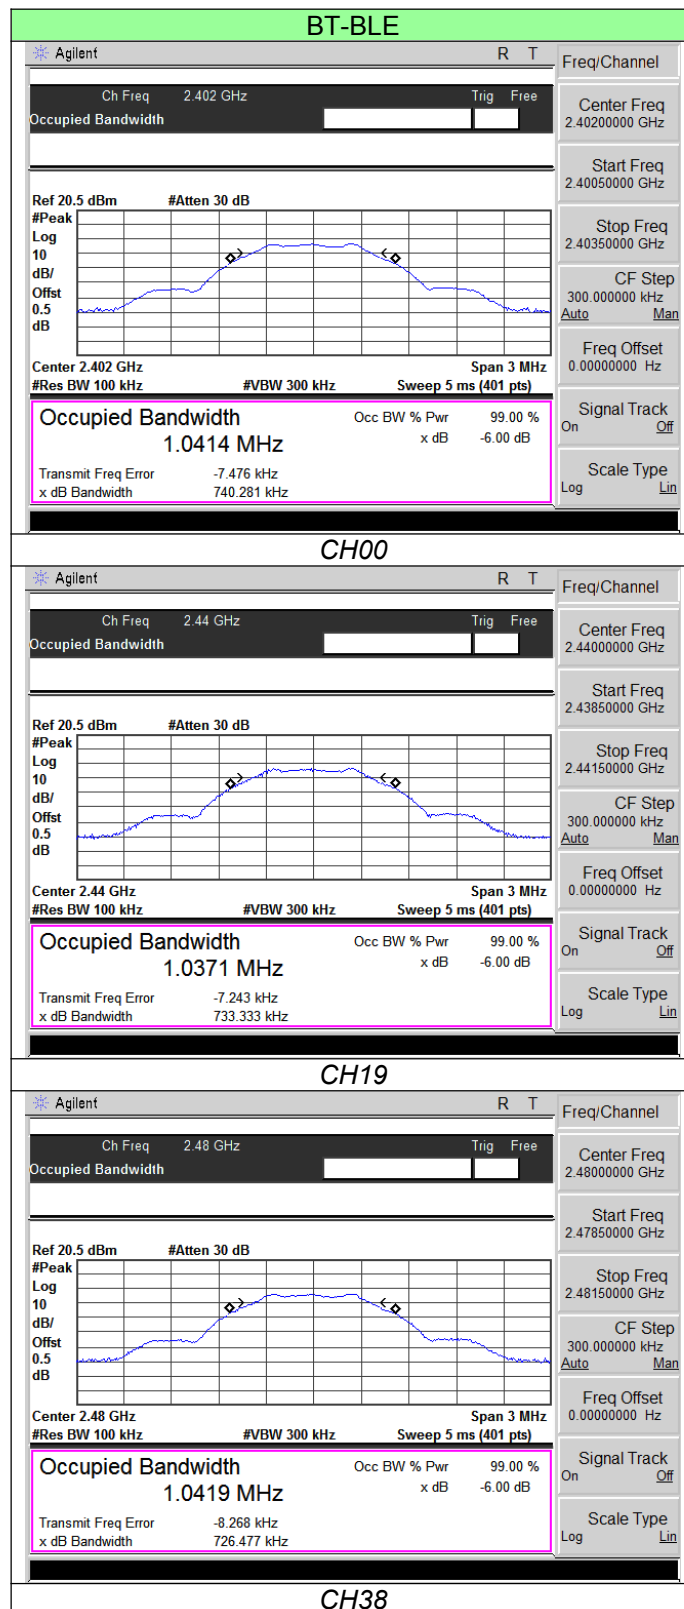 BT-BLE
Agilent R T
Freq/Channel
Ch Freq 2.402 GHz Trig Free
Occupied Bandwidth
Center Freq
2.40200000 GHz
Start Freq
2.40050000 GHz
Stop Freq
2.40350000 GHz
CF Step
300.000000 kHz
Auto Man
Freq Offset
0.00000000 Hz
Signal Track
On Off
Scale Type
Log Lin
Ref 20.5 dBm #Atten 30 dB
#Peak
Log
10
dB/
Offst
0.5
dB
Center 2.402 GHz Span 3 MHz
#Res BW 100 kHz #VBW 300 kHz Sweep 5 ms (401 pts)
Occupied Bandwidth Occ BW % Pwr 99.00 %
1.0414 MHz x dB -6.00 dB
Transmit Freq Error -7.476 kHz
x dB Bandwidth 740.281 kHz
CH00
Agilent R T
Freq/Channel
Ch Freq 2.44 GHz Trig Free
Occupied Bandwidth
Center Freq
2.44000000 GHz
Start Freq
2.43850000 GHz
Stop Freq
2.44150000 GHz
CF Step
300.000000 kHz
Auto Man
Freq Offset
0.00000000 Hz
Signal Track
On Off
Scale Type
Log Lin
Ref 20.5 dBm #Atten 30 dB
#Peak
Log
10
dB/
Offst
0.5
dB
Center 2.44 GHz Span 3 MHz
#Res BW 100 kHz #VBW 300 kHz Sweep 5 ms (401 pts)
Occupied Bandwidth Occ BW % Pwr 99.00 %
1.0371 MHz x dB -6.00 dB
Transmit Freq Error -7.243 kHz
x dB Bandwidth 733.333 kHz
CH19
Agilent R T
Freq/Channel
Ch Freq 2.48 GHz Trig Free
Occupied Bandwidth
Center Freq
2.48000000 GHz
Start Freq
2.47850000 GHz
Stop Freq
2.48150000 GHz
CF Step
300.000000 kHz
Auto Man
Freq Offset
0.00000000 Hz
Signal Track
On Off
Scale Type
Log Lin
Ref 20.5 dBm #Atten 30 dB
#Peak
Log
10
dB/
Offst
0.5
dB
Center 2.48 GHz Span 3 MHz
#Res BW 100 kHz #VBW 300 kHz Sweep 5 ms (401 pts)
Occupied Bandwidth Occ BW % Pwr 99.00 %
1.0419 MHz x dB -6.00 dB
Transmit Freq Error -8.268 kHz
x dB Bandwidth 726.477 kHz
CH38